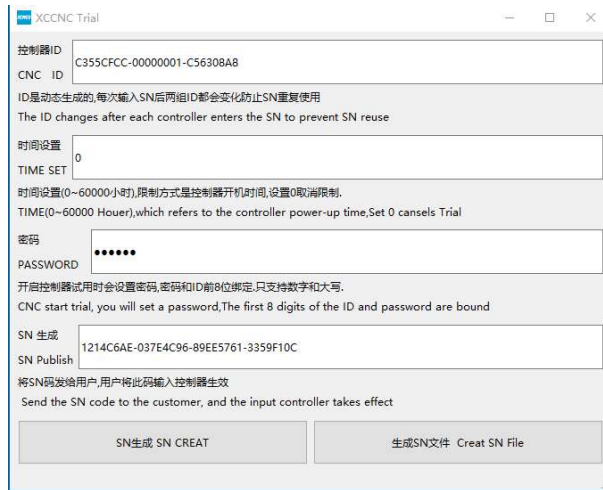 XCCNC Trial
控制器ID
CNC ID
C355CFCC-00000001-C56308A8
ID是动态生成的,每次输入SN后两组ID都会变化防止SN重复使用
The ID changes after each controller enters the SN to prevent SN reuse
时间设置
TIME SET
0
时间设置(0~60000小时),限制方式是控制器开机时间,设置0取消限制.
TIME(0~60000 Houer),which refers to the controller power-up time,Set 0 cansels Trial
密码
PASSWORD
●●●●●●
开启控制器试用时会设置密码,密码和ID前8位绑定.只支持数字和大写.
CNC start trial, you will set a password,The first 8 digits of the ID and password are bound
SN 生成
SN Publish
1214C6AE-037E4C96-89EE5761-3359F10C
将SN码发给用户,用户将此码输入控制器生效
Send the SN code to the customer, and the input controller takes effect
SN生成 SN CREAT
生成SN文件 Creat SN File